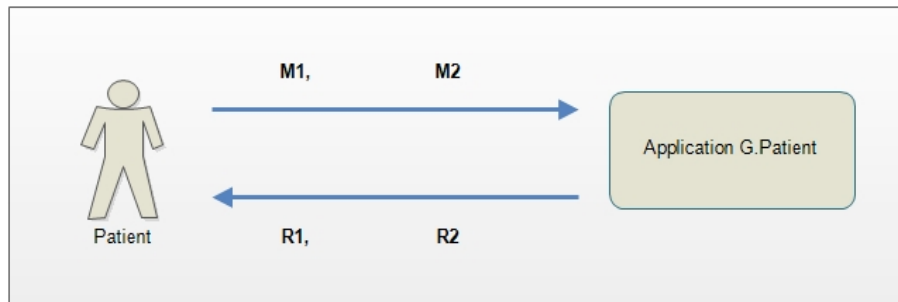 M1, M2
Application G.Patient
Patient
R1, R2